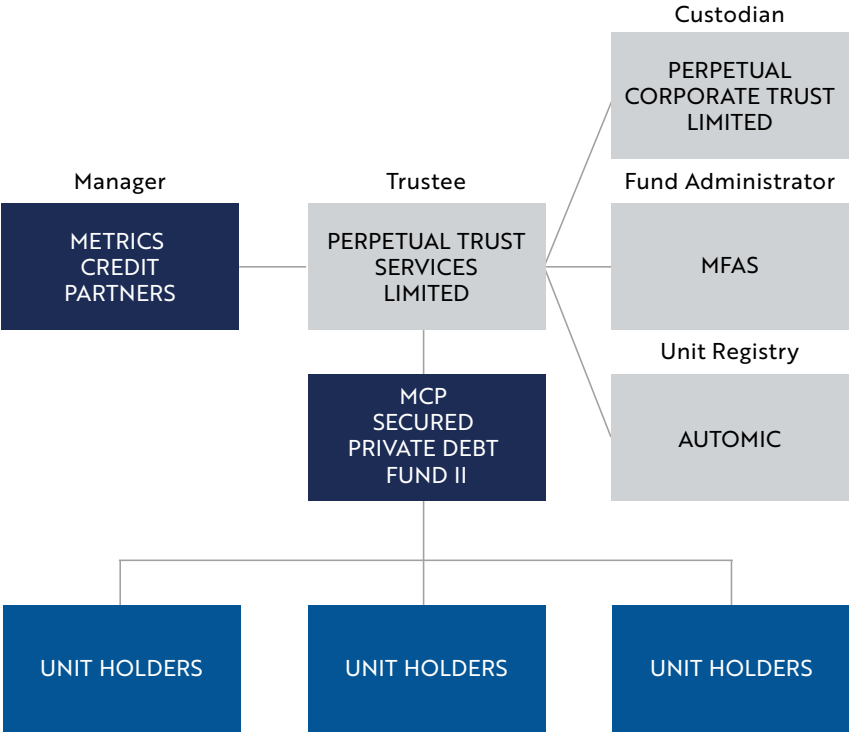 Custodian
PERPETUAL
CORPORATE TRUST
LIMITED
Manager
METRICS
CREDIT
PARTNERS
Trustee
PERPETUAL TRUST
SERVICES
LIMITED
Fund Administrator
MFAS
Unit Registry
AUTOMIC
MCP
SECURED
PRIVATE DEBT
FUND II
UNIT HOLDERS
UNIT HOLDERS
UNIT HOLDERS